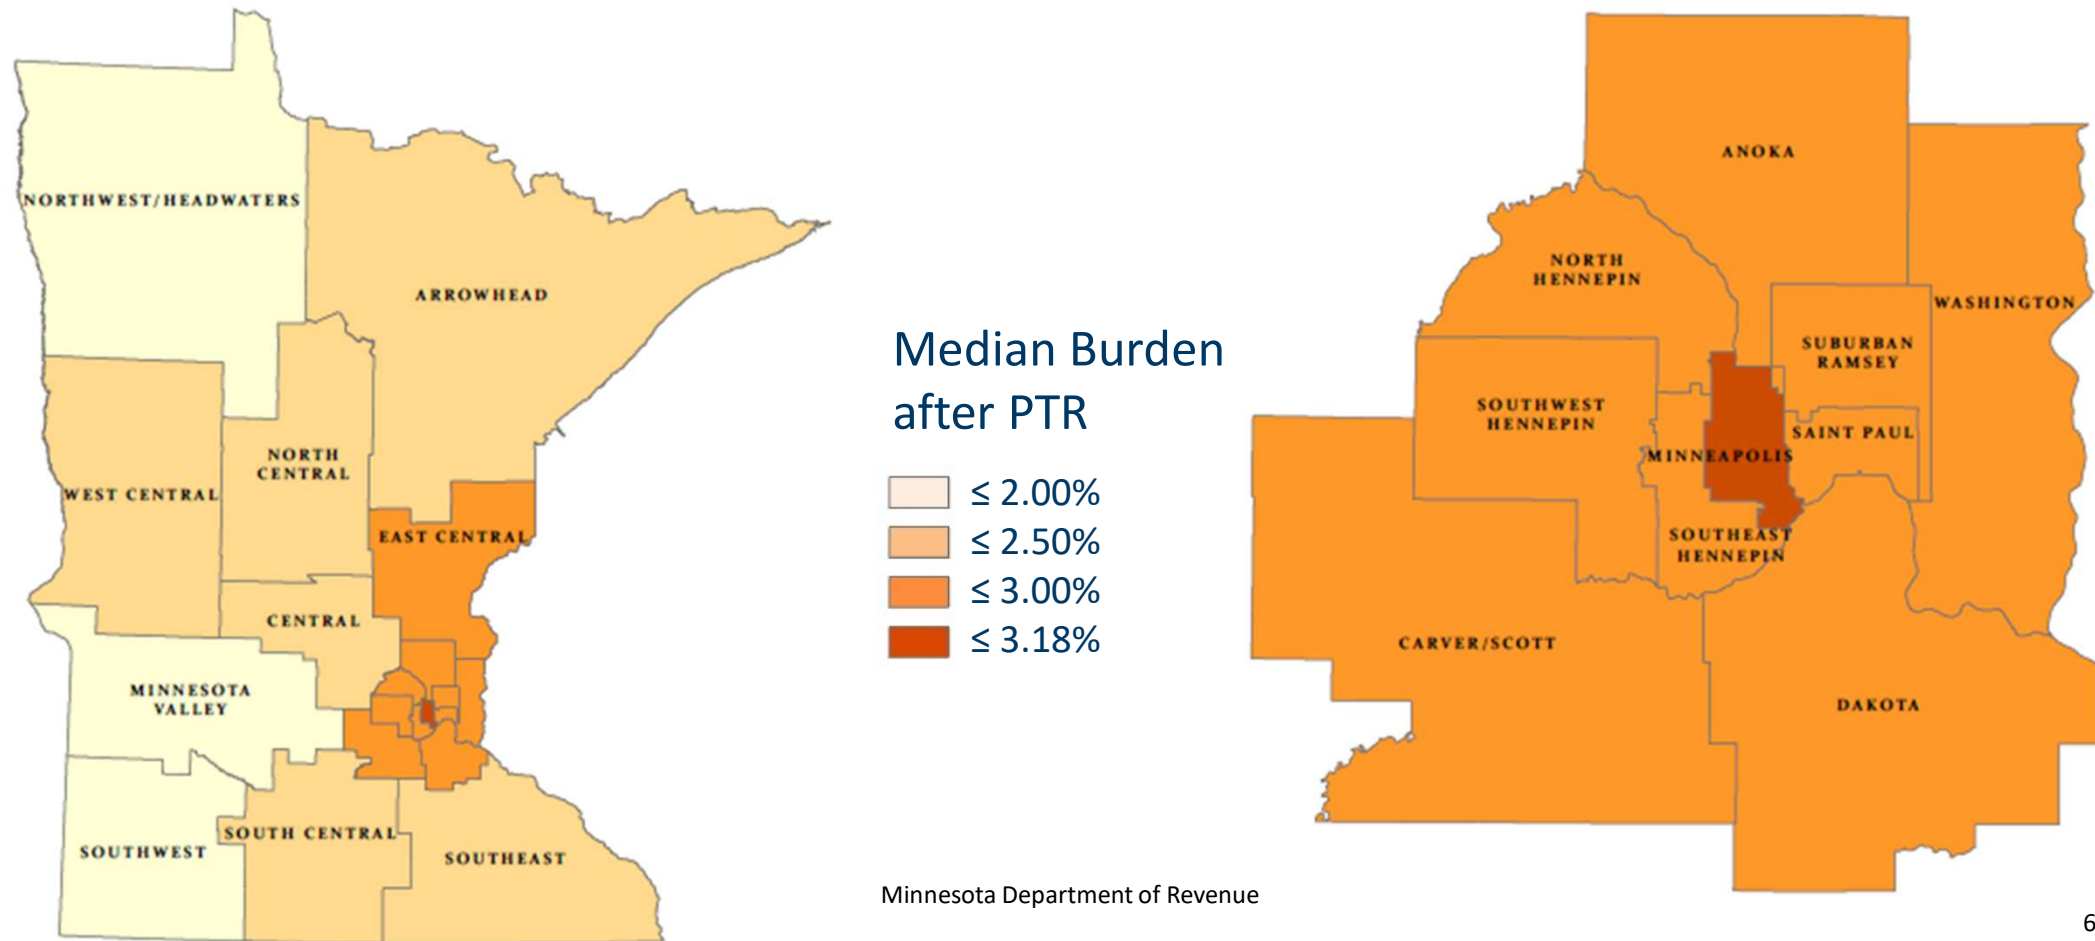 NORTHWEST/HEADWATERS
ARROWHEAD
NORTH
CENTRAL
WEST CENTRAL
EAST CENTRAL
CENTRAL
MINNESOTA
VALLEY
SOUTHWEST
SOUTH CENTRAL
SOUTHEAST
Median Burden
after PTR
≤ 2.00%
≤ 2.50%
≤ 3.00%
≤ 3.18%
ANOKA
NORTH
HENNEPIN
WASHINGTON
SUBURBAN
RAMSEY
SOUTHWEST
HENNEPIN
SAINT PAUL
MINNEAPOLIS
SOUTHEAST
HENNEPIN
CARVER/SCOTT
DAKOTA
Minnesota Department of Revenue
6